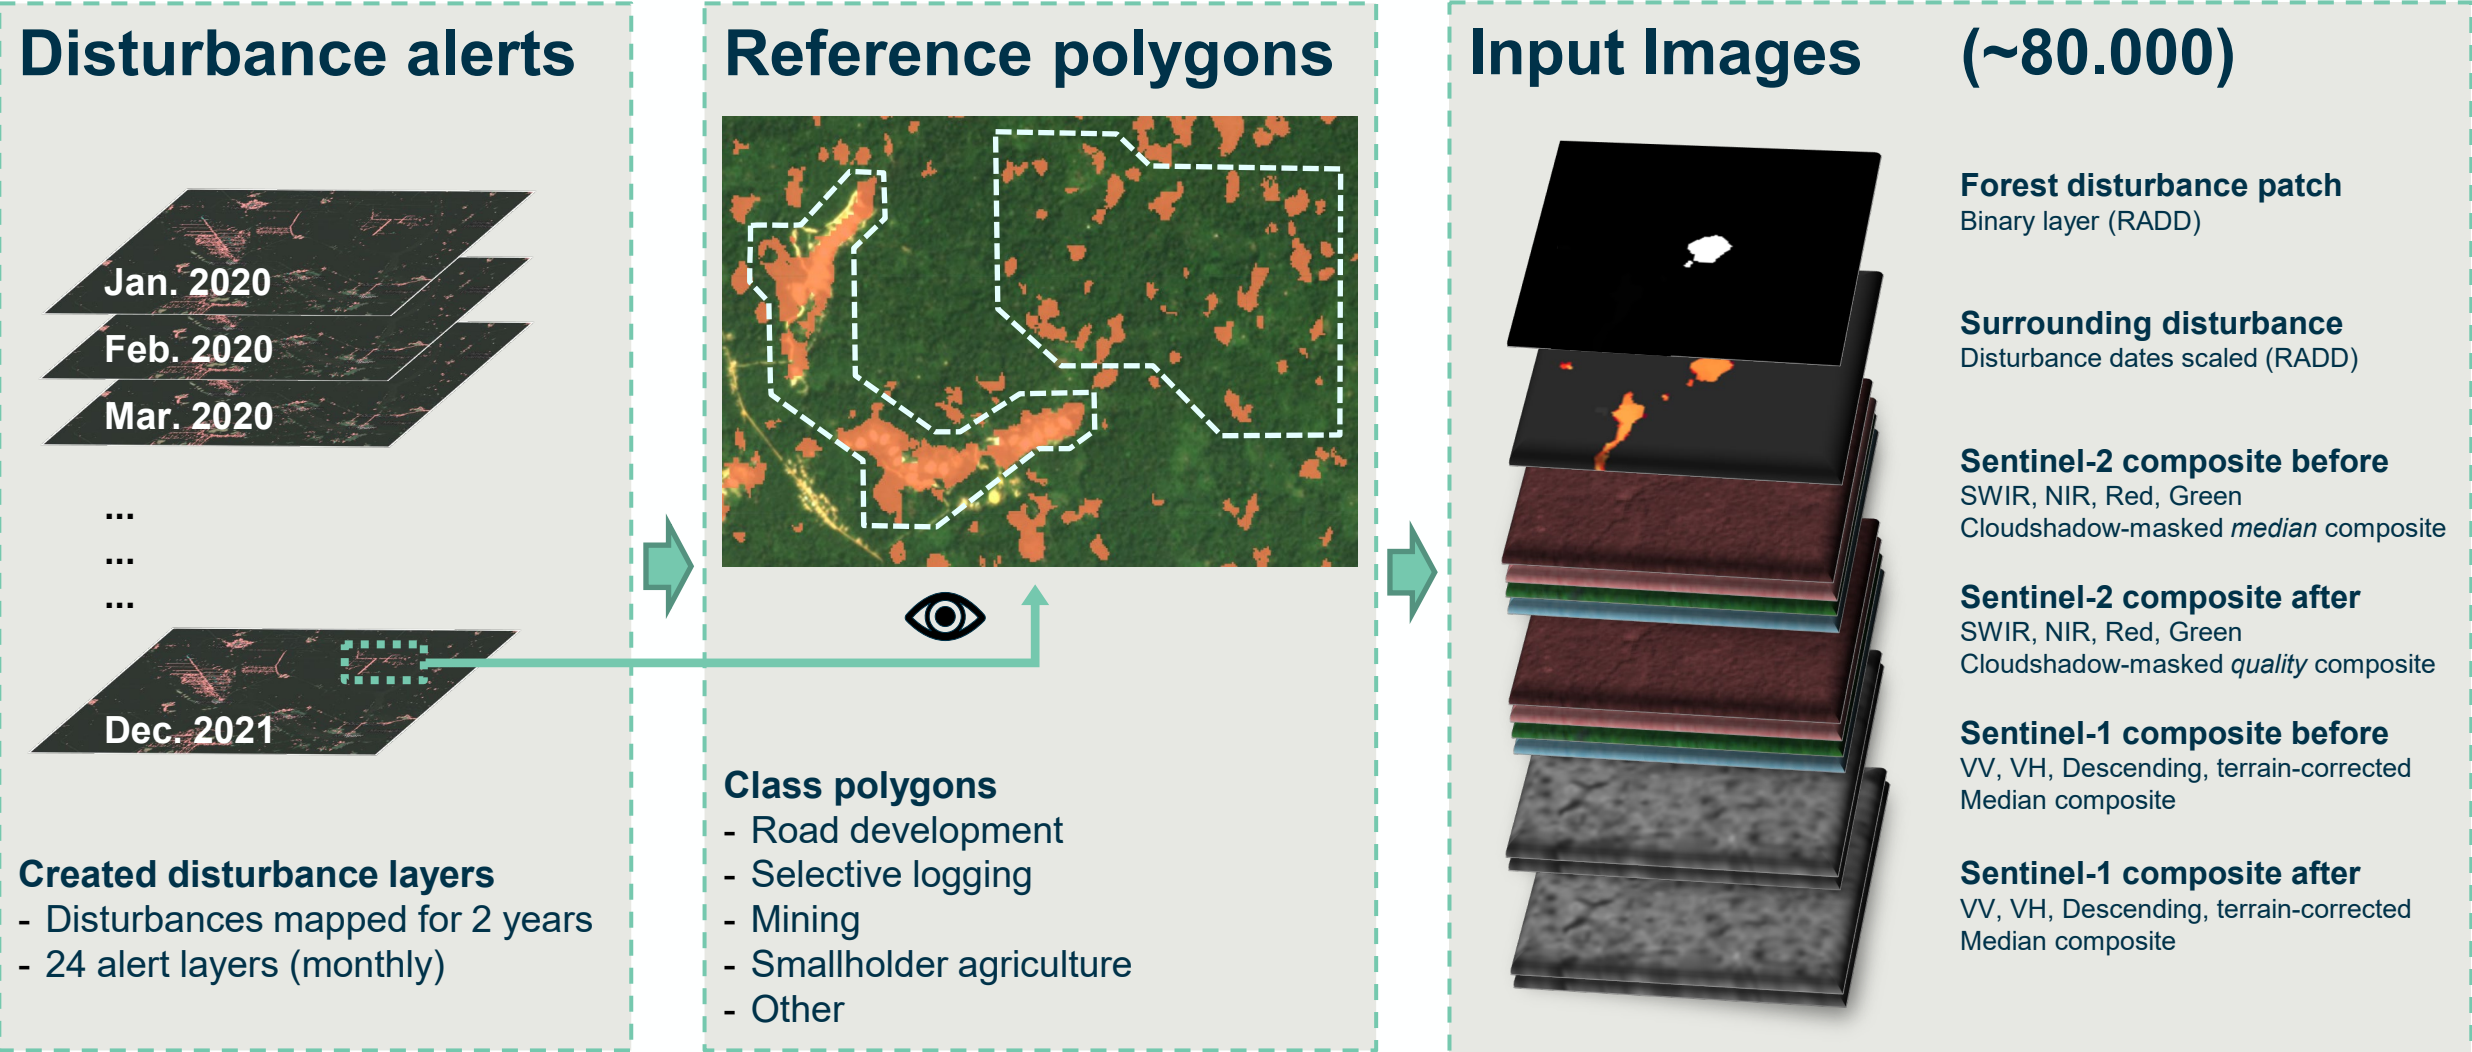 Disturbance alerts
Jan. 2020
Feb. 2020
Mar. 2020
...
...
...
Dec. 2021
Created disturbance layers
- Disturbances mapped for 2 years
- 24 alert layers (monthly)
Reference polygons
Class polygons
- Road development
- Selective logging
- Mining
- Smallholder agriculture
- Other
Input Images (~80.000)
Forest disturbance patch
Binary layer (RADD)
Surrounding disturbance
Disturbance dates scaled (RADD)
Sentinel-2 composite before
SWIR, NIR, Red, Green
Cloudshadow-masked median composite
Sentinel-2 composite after
SWIR, NIR, Red, Green
Cloudshadow-masked quality composite
Sentinel-1 composite before
VV, VH, Descending, terrain-corrected
Median composite
Sentinel-1 composite after
VV, VH, Descending, terrain-corrected
Median composite